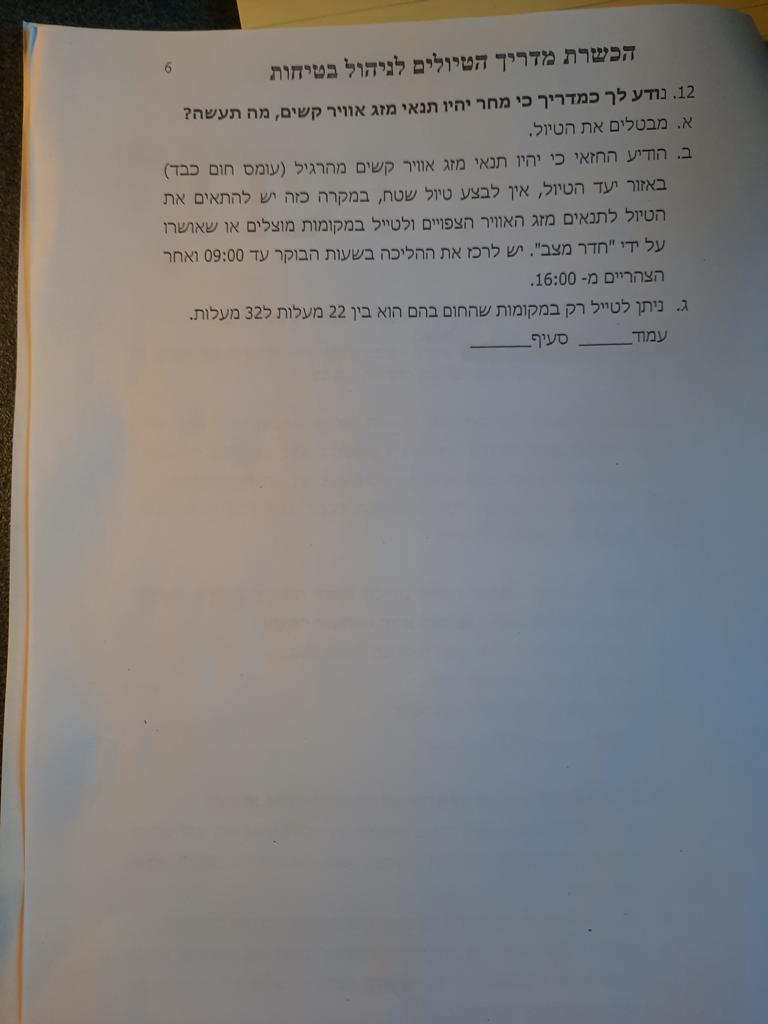 הכשרת מדריך הטיולים לניהול בטיחות 6
12. נודע לך כמדריך כי מחר יהיו תנאי מזג אוויר קשים, מה תעשה?
א. מבטלים את הטיול.
ב. הודיע החזאי כי יהיו תנאי מזג אוויר קשים מהרגיל (עומס חום כבד)
באזור יעד הטיול, אין לבצע טיול שטח, במקרה כזה יש להתאים את
הטיול לתנאים מזג האוויר הצפויים ולטייל במקומות מוצלים או שאושרו
על ידי "חדר מצב". יש לרכז את ההליכה בשעות הבוקר עד 09:00 ואחר
הצהריים מ- 16:00.
ג. ניתן לטייל רק במקומות שהחום בהם הוא בין 22 מעלות ל32 מעלות.
עמוד______ סעיף_______